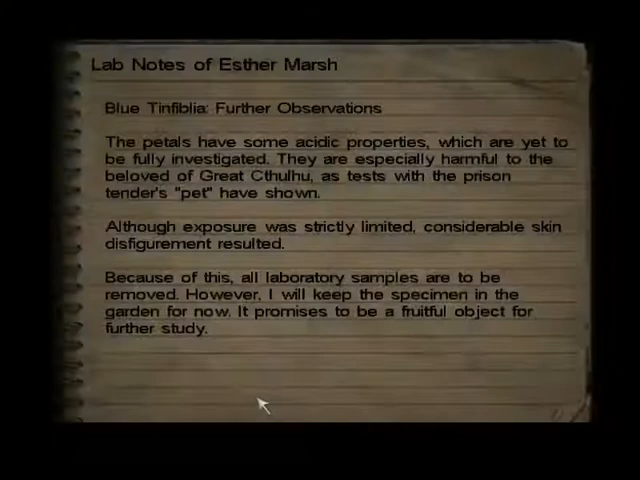 Lab Notes of Esther Marsh
Blue Tinfiblia: Further Observations
The petals have some acidic properties, which are yet to
be fully investigated. They are especially harmful to the
beloved of Great Cthulhu, as tests with the prison
tender's "pet" have shown.
Although exposure was strictly limited, considerable skin
disfigurement resulted.
Because of this, all laboratory samples are to be
removed. However, I will keep the specimen in the
garden for now. It promises to be a fruitful object for
further study.